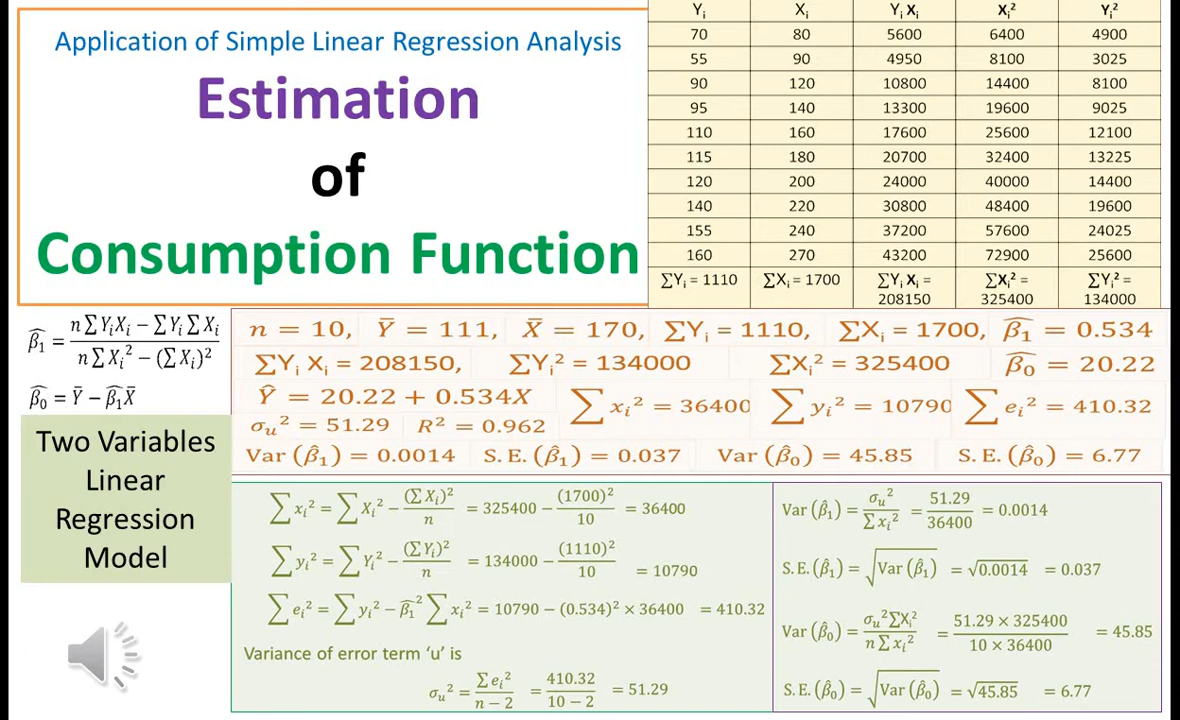 Application of Simple Linear Regression Analysis
Estimation
of
Consumption Function
Yᵢ Xᵢ Yᵢ Xᵢ Xᵢ² Yᵢ²
70 80 5600 6400 4900
55 90 4950 8100 3025
90 120 10800 14400 8100
95 140 13300 19600 9025
110 160 17600 25600 12100
115 180 20700 32400 13225
120 200 24000 40000 14400
140 220 30800 48400 19600
155 240 37200 57600 24025
160 270 43200 72900 25600
∑Yᵢ = 1110 ∑Xᵢ = 1700 ∑Yᵢ Xᵢ = 208150 ∑Xᵢ² = 325400 ∑Yᵢ² = 134000
β̂₁ = (n∑YᵢXᵢ − ∑Yᵢ∑Xᵢ) / (n∑Xᵢ² − (∑Xᵢ)²)
β̂₀ = Ȳ − β̂₁X̄
Two Variables
Linear
Regression
Model
n = 10, Ȳ = 111, X̄ = 170, ∑Yᵢ = 1110, ∑Xᵢ = 1700, β̂₁ = 0.534
∑Yᵢ Xᵢ = 208150, ∑Yᵢ² = 134000 ∑Xᵢ² = 325400 β̂₀ = 20.22
Ŷ = 20.22 + 0.534X ∑xᵢ² = 36400 ∑yᵢ² = 10790 ∑eᵢ² = 410.32
σᵤ² = 51.29 R² = 0.962
Var (β̂₁) = 0.0014 S.E.(β̂₁) = 0.037 Var (β̂₀) = 45.85 S.E.(β̂₀) = 6.77
∑xᵢ² = ∑Xᵢ² − (∑Xᵢ)²/n = 325400 − (1700)²/10 = 36400
∑yᵢ² = ∑Yᵢ² − (∑Yᵢ)²/n = 134000 − (1110)²/10 = 10790
∑eᵢ² = ∑yᵢ² − β̂₁² ∑xᵢ² = 10790 − (0.534)² × 36400 = 410.32
Variance of error term ‘u’ is
σᵤ² = ∑eᵢ²/(n − 2) = 410.32/(10 − 2) = 51.29
Var (β̂₁) = σᵤ²/∑xᵢ² = 51.29/36400 = 0.0014
S.E.(β̂₁) = √Var (β̂₁) = √0.0014 = 0.037
Var (β̂₀) = σᵤ²∑Xᵢ²/(n∑xᵢ²) = (51.29 × 325400)/(10 × 36400) = 45.85
S.E.(β̂₀) = √Var (β̂₀) = √45.85 = 6.77